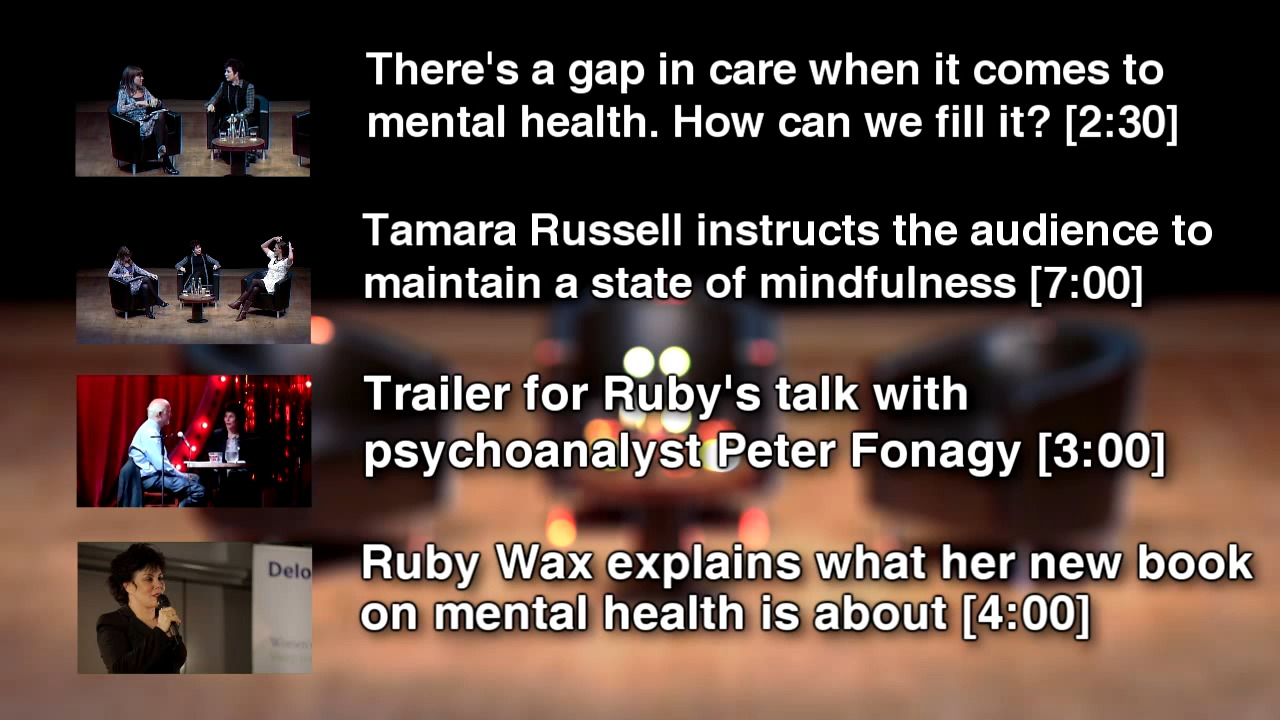 There's a gap in care when it comes to
mental health. How can we fill it? [2:30]
Tamara Russell instructs the audience to
maintain a state of mindfulness [7:00]
Trailer for Ruby's talk with
psychoanalyst Peter Fonagy [3:00]
Ruby Wax explains what her new book
on mental health is about [4:00]
Delo